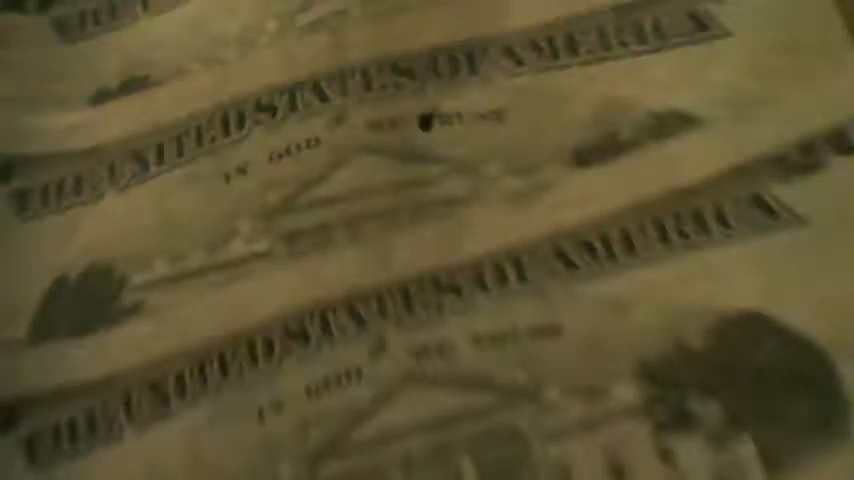 THE UNITED STATES OF AMERICA
IN GOD WE TRUST
THE UNITED STATES OF AMERICA
IN GOD WE TRUST